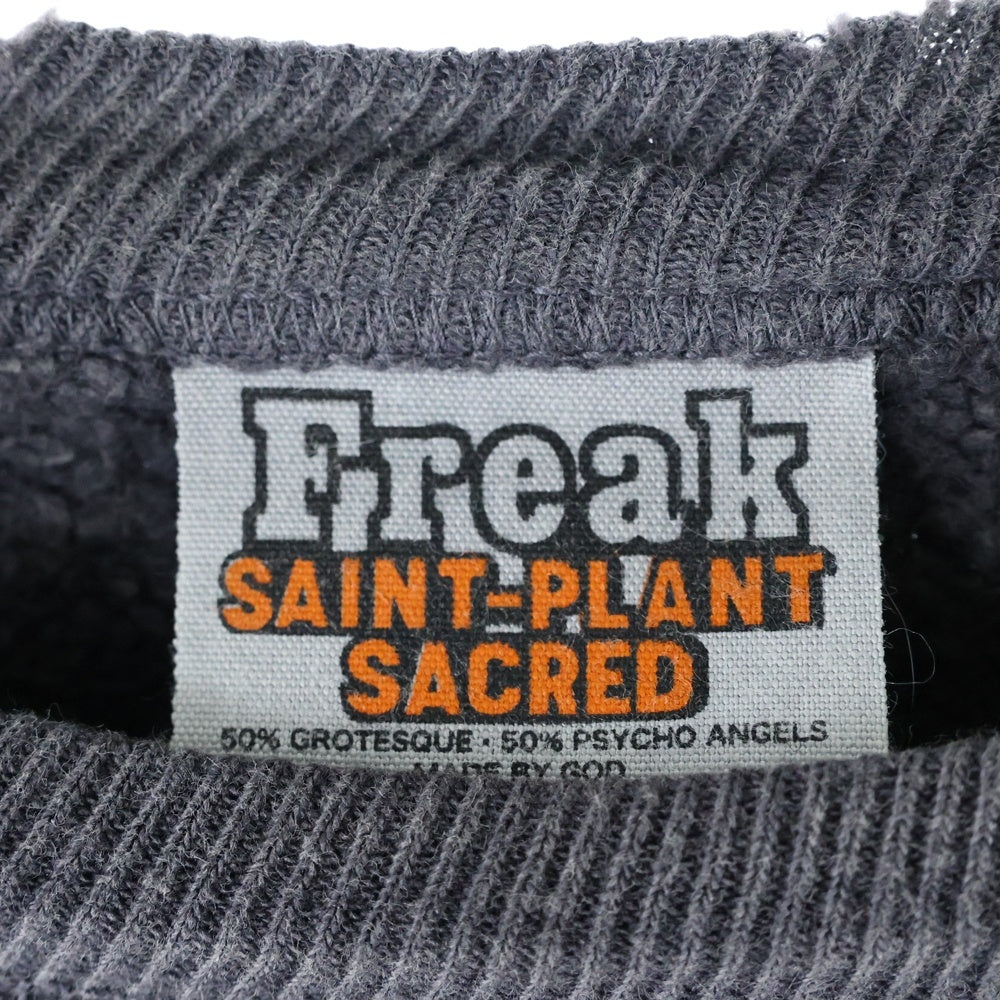 Freak
SAINT-PLANT
SACRED
50% GROTESQUE · 50% PSYCHO ANGELS
MADE BY GOD